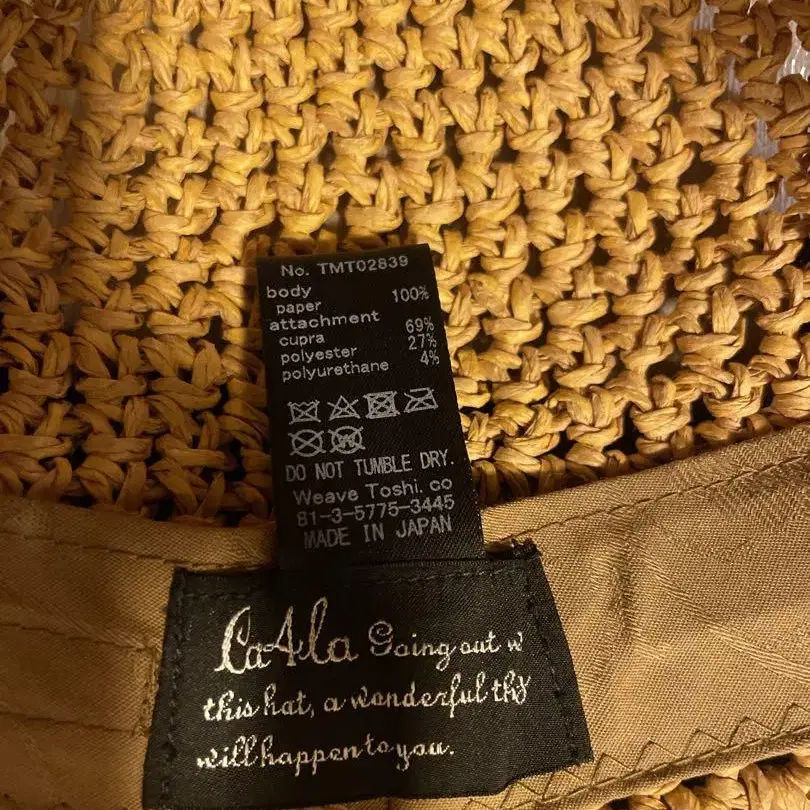 No. TMT02839
body
paper 100%
attachment
cupra 69%
polyester 27%
polyurethane 4%
DO NOT TUMBLE DRY.
Weave Toshi. co
81-3-5775-3445
MADE IN JAPAN
Ca4la Going out w
this hat, a wonderful th
will happen to you.